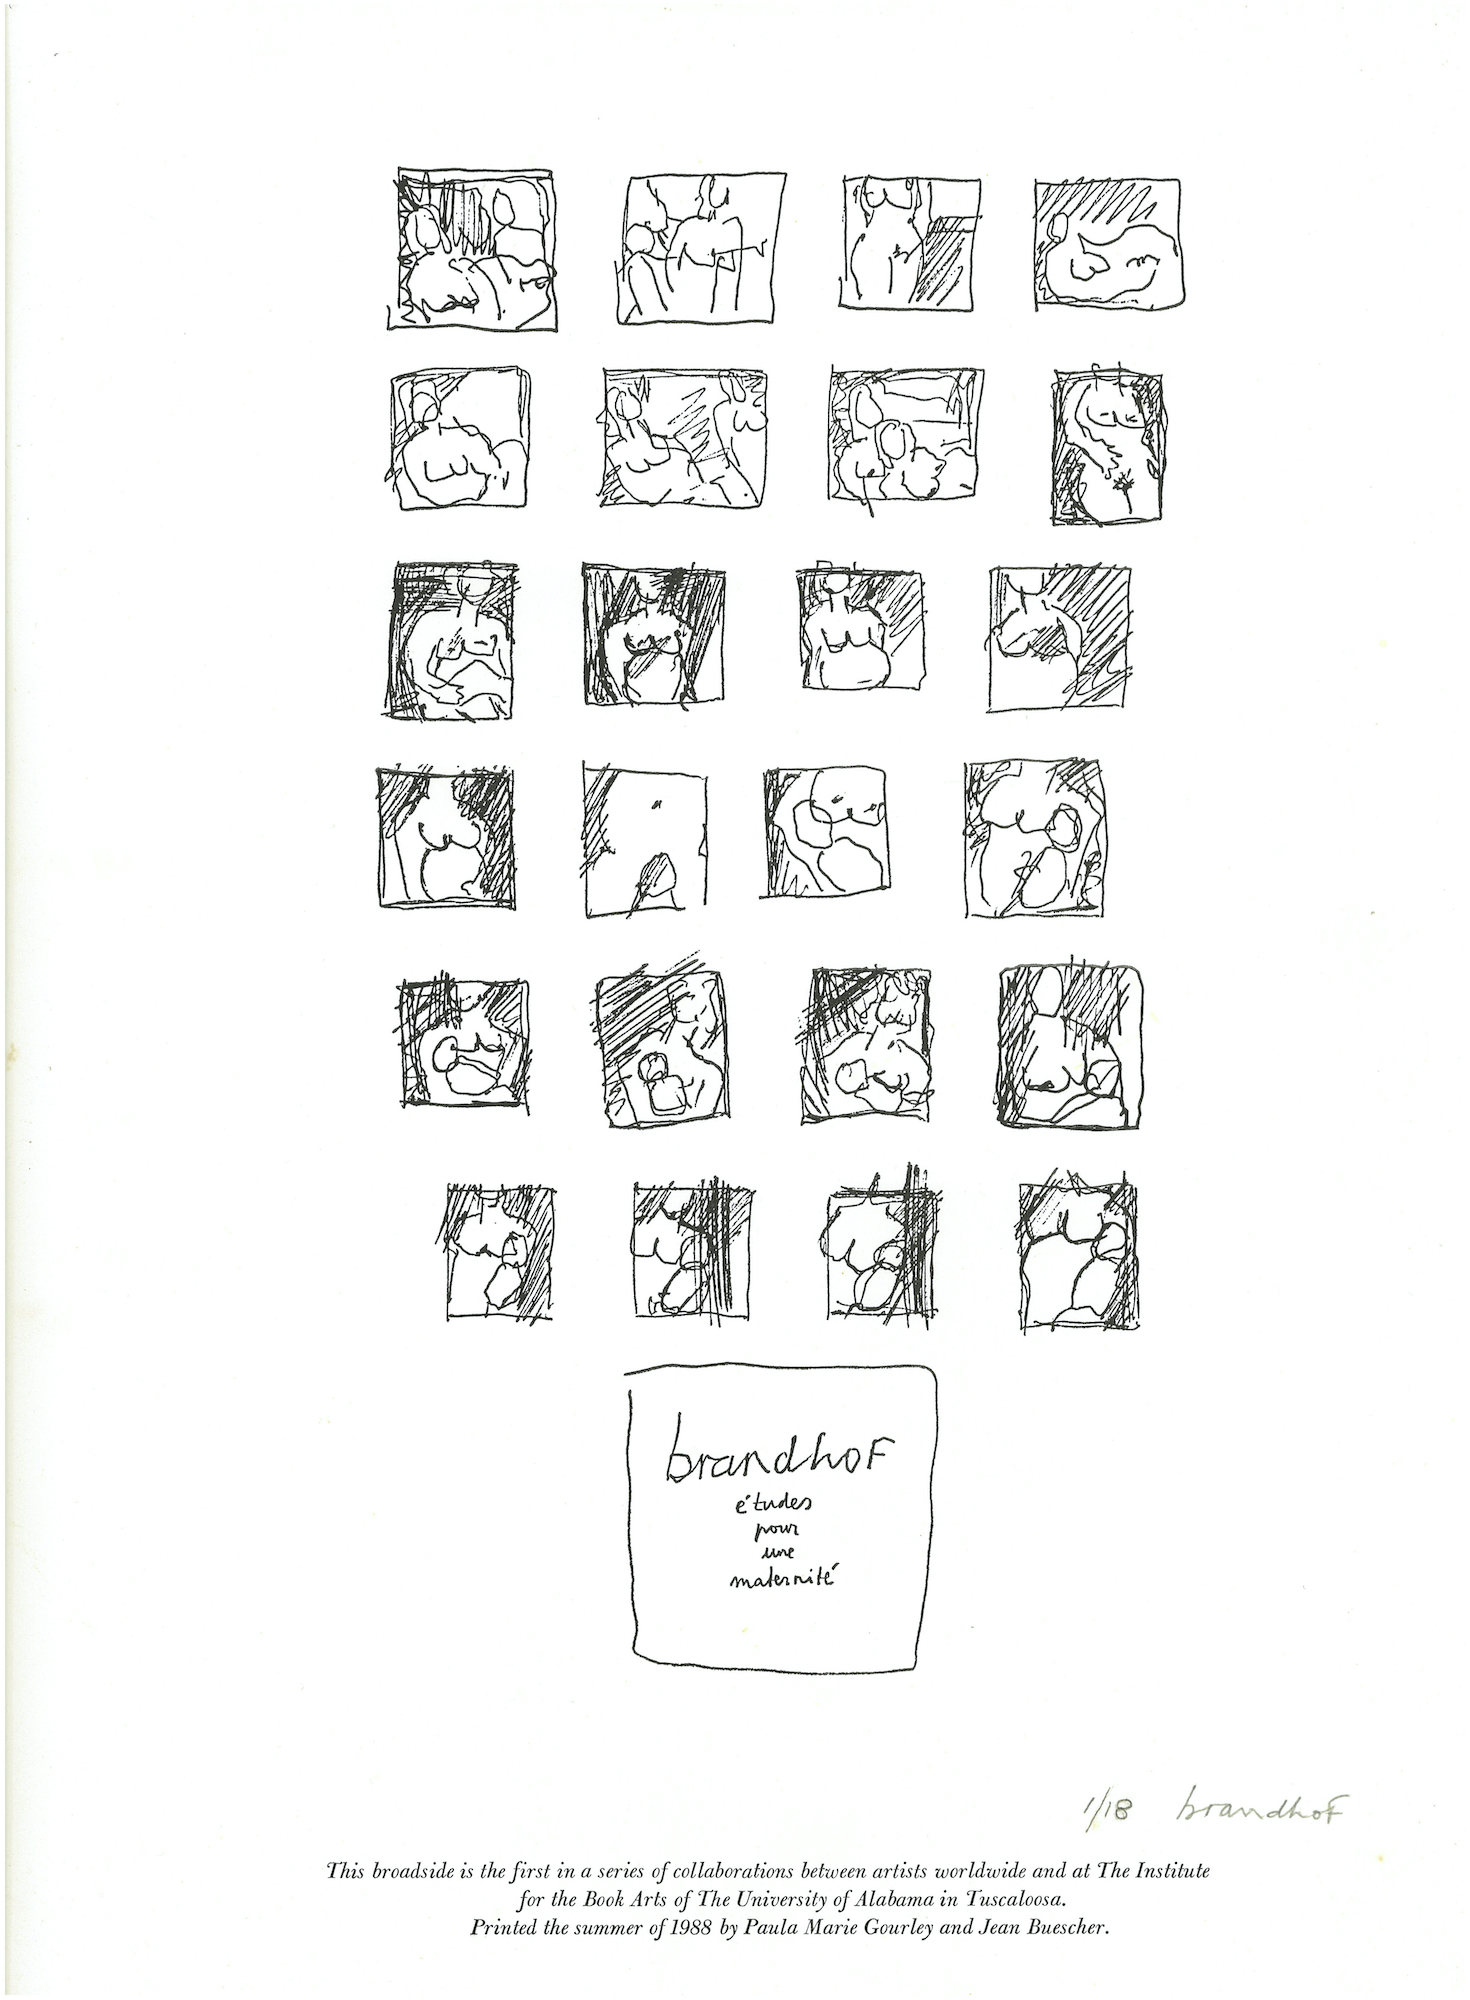 brandhof
études
pour
une
maternité
1/18 brandhof
This broadside is the first in a series of collaborations between artists worldwide and at The Institute
for the Book Arts of The University of Alabama in Tuscaloosa.
Printed the summer of 1988 by Paula Marie Gourley and Jean Buescher.